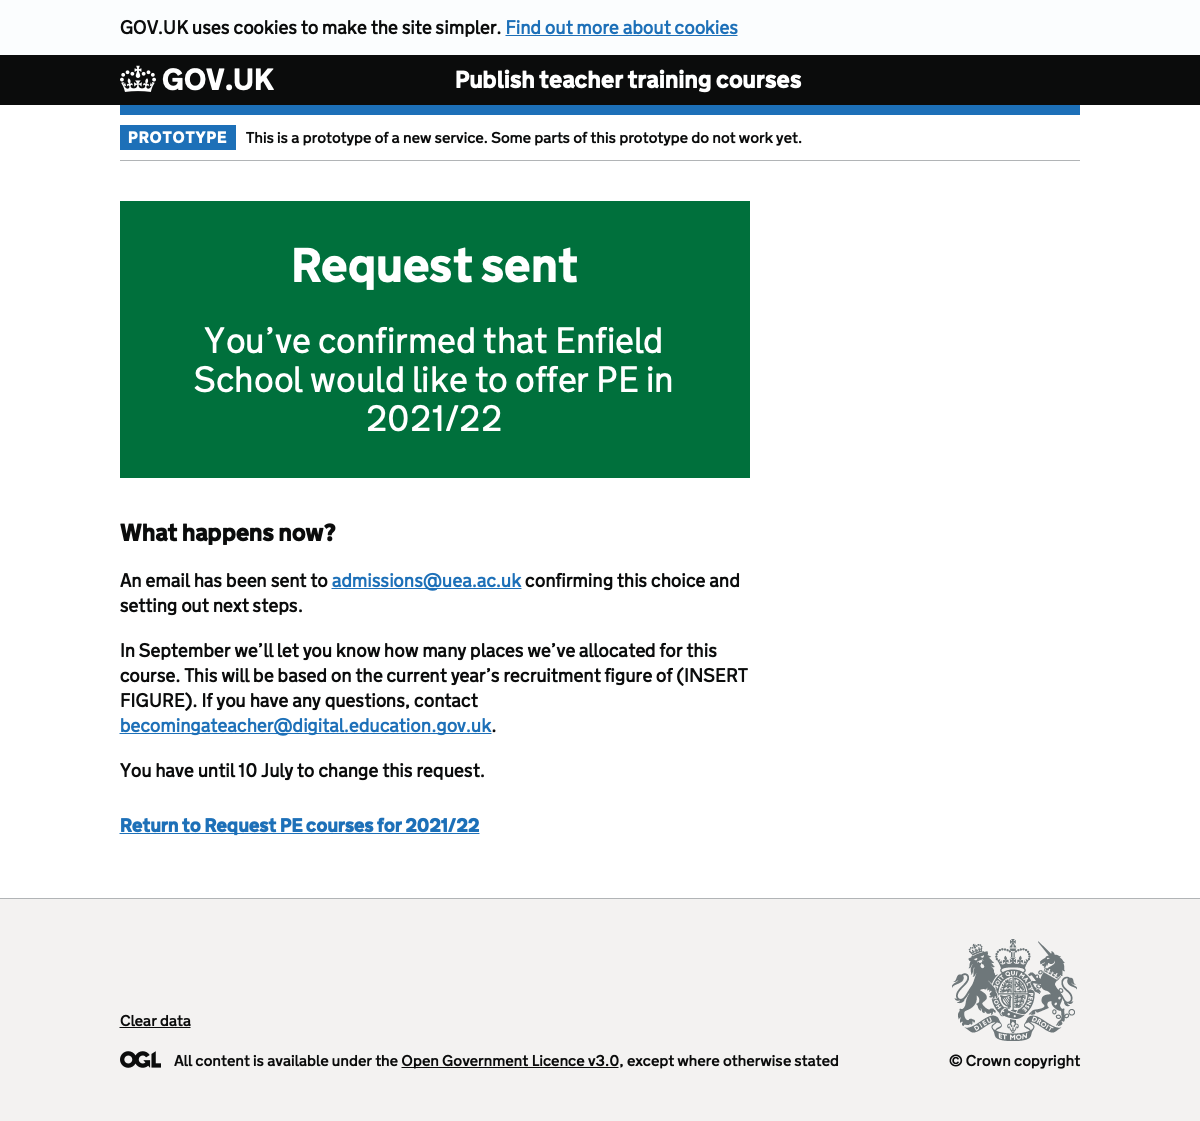 GOV.UK uses cookies to make the site simpler. Find out more about cookies
GOV.UK Publish teacher training courses
PROTOTYPE This is a prototype of a new service. Some parts of this prototype do not work yet.
Request sent
You’ve confirmed that Enfield
School would like to offer PE in
2021/22
What happens now?
An email has been sent to admissions@uea.ac.uk confirming this choice and
setting out next steps.
In September we’ll let you know how many places we’ve allocated for this
course. This will be based on the current year’s recruitment figure of (INSERT
FIGURE). If you have any questions, contact
becomingateacher@digital.education.gov.uk.
You have until 10 July to change this request.
Return to Request PE courses for 2021/22
Clear data
OGL All content is available under the Open Government Licence v3.0, except where otherwise stated
DIEU ET MON DROIT
© Crown copyright